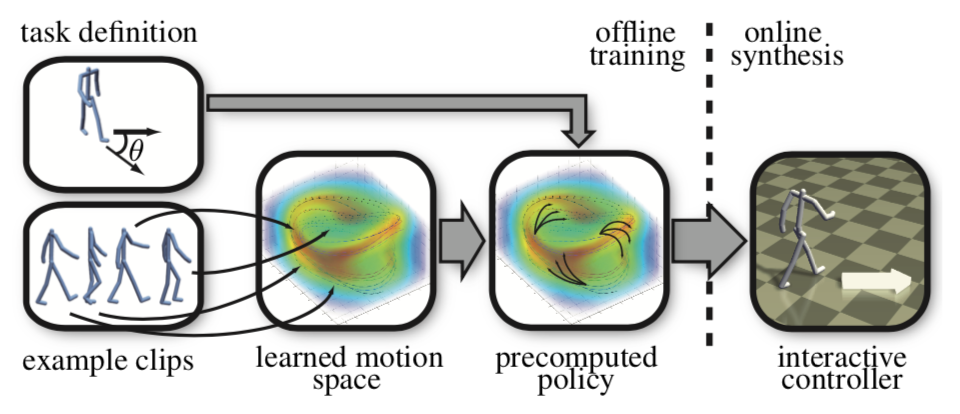 task definition
offline
training
online
synthesis
θ
example clips
learned motion
space
precomputed
policy
interactive
controller